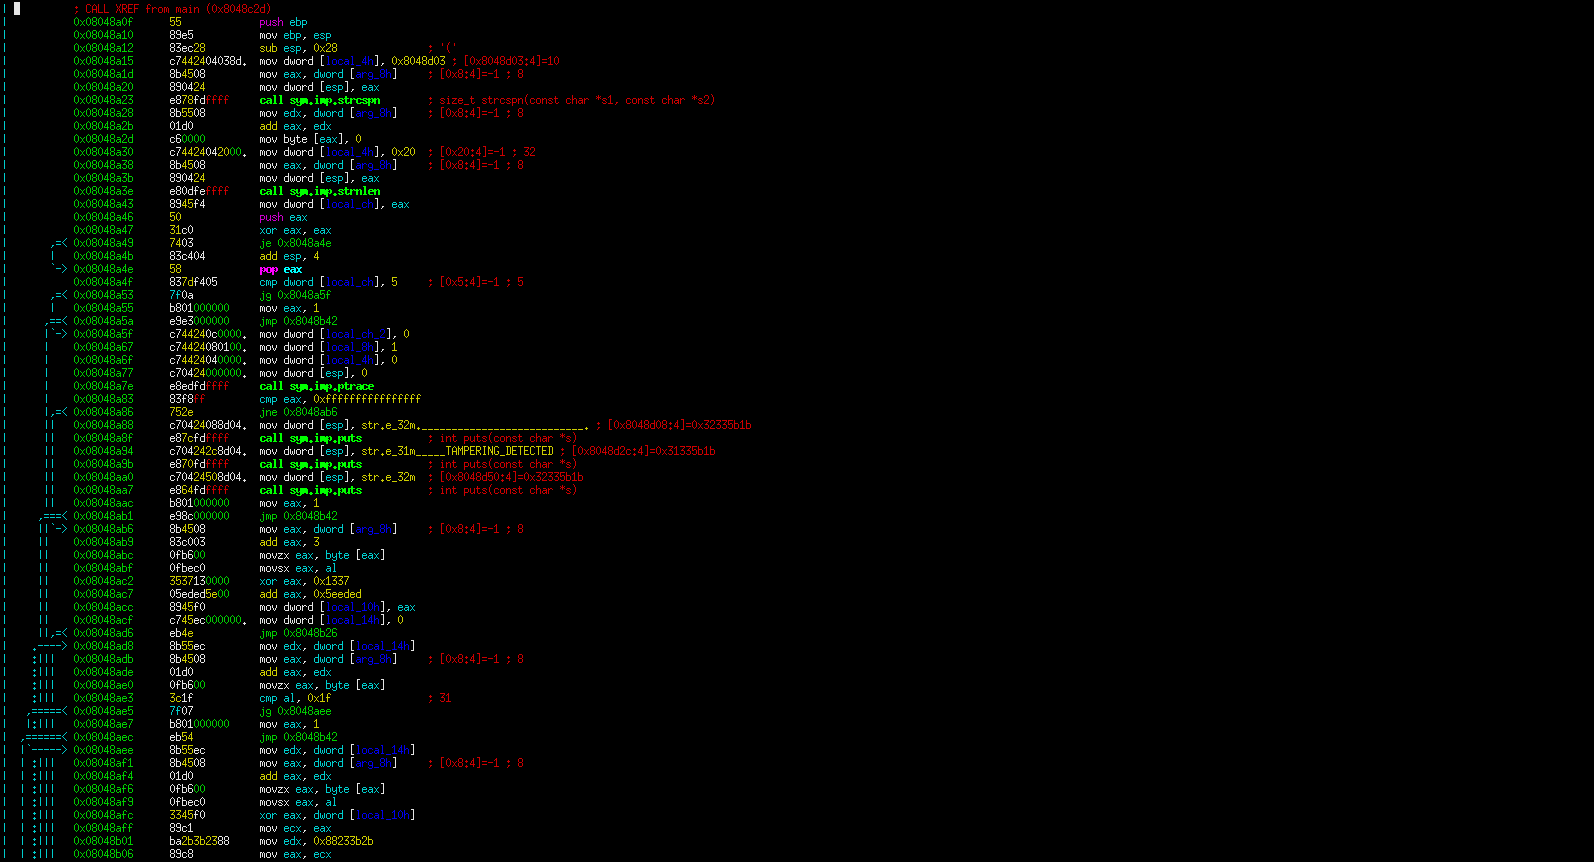 ; CALL XREF from main (0x8048c2d)
0x08048a0f 55 push ebp
0x08048a10 89e5 mov ebp, esp
0x08048a12 83ec28 sub esp, 0x28 ; '('
0x08048a15 c7442404038d. mov dword [local_4h], 0x8048d03 ; [0x8048d03:4]=10
0x08048a1d 8b4508 mov eax, dword [arg_8h] ; [0x8:4]=-1 ; 8
0x08048a20 890424 mov dword [esp], eax
0x08048a23 e878fdffff call sym.imp.strcspn ; size_t strcspn(const char *s1, const char *s2)
0x08048a28 8b5508 mov edx, dword [arg_8h] ; [0x8:4]=-1 ; 8
0x08048a2b 01d0 add eax, edx
0x08048a2d c60000 mov byte [eax], 0
0x08048a30 c74424042000. mov dword [local_4h], 0x20 ; [0x20:4]=-1 ; 32
0x08048a38 8b4508 mov eax, dword [arg_8h] ; [0x8:4]=-1 ; 8
0x08048a3b 890424 mov dword [esp], eax
0x08048a3e e80dfeffff call sym.imp.strnlen
0x08048a43 8945f4 mov dword [local_ch], eax
0x08048a46 50 push eax
0x08048a47 31c0 xor eax, eax
,=< 0x08048a49 7403 je 0x8048a4e
| 0x08048a4b 83c404 add esp, 4
`-> 0x08048a4e 58 pop eax
0x08048a4f 837df405 cmp dword [local_ch], 5 ; [0x5:4]=-1 ; 5
,=< 0x08048a53 7f0a jg 0x8048a5f
| 0x08048a55 b801000000 mov eax, 1
,==< 0x08048a5a e9e3000000 jmp 0x8048b42
|`-> 0x08048a5f c744240c0000. mov dword [local_ch_2], 0
| 0x08048a67 c74424080100. mov dword [local_8h], 1
| 0x08048a6f c74424040000. mov dword [local_4h], 0
| 0x08048a77 c70424000000. mov dword [esp], 0
| 0x08048a7e e8edfdffff call sym.imp.ptrace
| 0x08048a83 83f8ff cmp eax, 0xffffffffffffffff
|,=< 0x08048a86 752e jne 0x8048ab6
|| 0x08048a88 c70424088d04. mov dword [esp], str.e_32m.__________________________. ; [0x8048d08:4]=0x32335b1b
|| 0x08048a8f e87cfdffff call sym.imp.puts ; int puts(const char *s)
|| 0x08048a94 c704242c8d04. mov dword [esp], str.e_31m_____TAMPERING_DETECTED ; [0x8048d2c:4]=0x31335b1b
|| 0x08048a9b e870fdffff call sym.imp.puts ; int puts(const char *s)
|| 0x08048aa0 c70424508d04. mov dword [esp], str.e_32m ; [0x8048d50:4]=0x32335b1b
|| 0x08048aa7 e864fdffff call sym.imp.puts ; int puts(const char *s)
|| 0x08048aac b801000000 mov eax, 1
,===< 0x08048ab1 e98c000000 jmp 0x8048b42
||`-> 0x08048ab6 8b4508 mov eax, dword [arg_8h] ; [0x8:4]=-1 ; 8
|| 0x08048ab9 83c003 add eax, 3
|| 0x08048abc 0fb600 movzx eax, byte [eax]
|| 0x08048abf 0fbec0 movsx eax, al
|| 0x08048ac2 3537130000 xor eax, 0x1337
|| 0x08048ac7 05eded5e00 add eax, 0x5eeded
|| 0x08048acc 8945f0 mov dword [local_10h], eax
|| 0x08048acf c745ec000000. mov dword [local_14h], 0
||,=< 0x08048ad6 eb4e jmp 0x8048b26
.----> 0x08048ad8 8b55ec mov edx, dword [local_14h]
:||| 0x08048adb 8b4508 mov eax, dword [arg_8h] ; [0x8:4]=-1 ; 8
:||| 0x08048ade 01d0 add eax, edx
:||| 0x08048ae0 0fb600 movzx eax, byte [eax]
:||| 0x08048ae3 3c1f cmp al, 0x1f ; 31
,=====< 0x08048ae5 7f07 jg 0x8048aee
|:||| 0x08048ae7 b801000000 mov eax, 1
,======< 0x08048aec eb54 jmp 0x8048b42
|`-----> 0x08048aee 8b55ec mov edx, dword [local_14h]
| :||| 0x08048af1 8b4508 mov eax, dword [arg_8h] ; [0x8:4]=-1 ; 8
| :||| 0x08048af4 01d0 add eax, edx
| :||| 0x08048af6 0fb600 movzx eax, byte [eax]
| :||| 0x08048af9 0fbec0 movsx eax, al
| :||| 0x08048afc 3345f0 xor eax, dword [local_10h]
| :||| 0x08048aff 89c1 mov ecx, eax
| :||| 0x08048b01 ba2b3b2388 mov edx, 0x88233b2b
| :||| 0x08048b06 89c8 mov eax, ecx